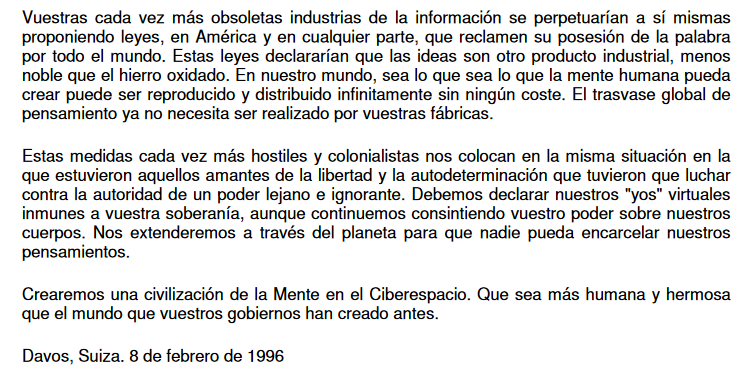 Vuestras cada vez más obsoletas industrias de la información se perpetuarían a sí mismas
proponiendo leyes, en América y en cualquier parte, que reclamen su posesión de la palabra
por todo el mundo. Estas leyes declararían que las ideas son otro producto industrial, menos
noble que el hierro oxidado. En nuestro mundo, sea lo que sea lo que la mente humana pueda
crear puede ser reproducido y distribuido infinitamente sin ningún coste. El trasvase global de
pensamiento ya no necesita ser realizado por vuestras fábricas.

Estas medidas cada vez más hostiles y colonialistas nos colocan en la misma situación en la
que estuvieron aquellos amantes de la libertad y la autodeterminación que tuvieron que luchar
contra la autoridad de un poder lejano e ignorante. Debemos declarar nuestros "yos" virtuales
inmunes a vuestra soberanía, aunque continuemos consintiendo vuestro poder sobre nuestros
cuerpos. Nos extenderemos a través del planeta para que nadie pueda encarcelar nuestros
pensamientos.

Crearemos una civilización de la Mente en el Ciberespacio. Que sea más humana y hermosa
que el mundo que vuestros gobiernos han creado antes.

Davos, Suiza. 8 de febrero de 1996